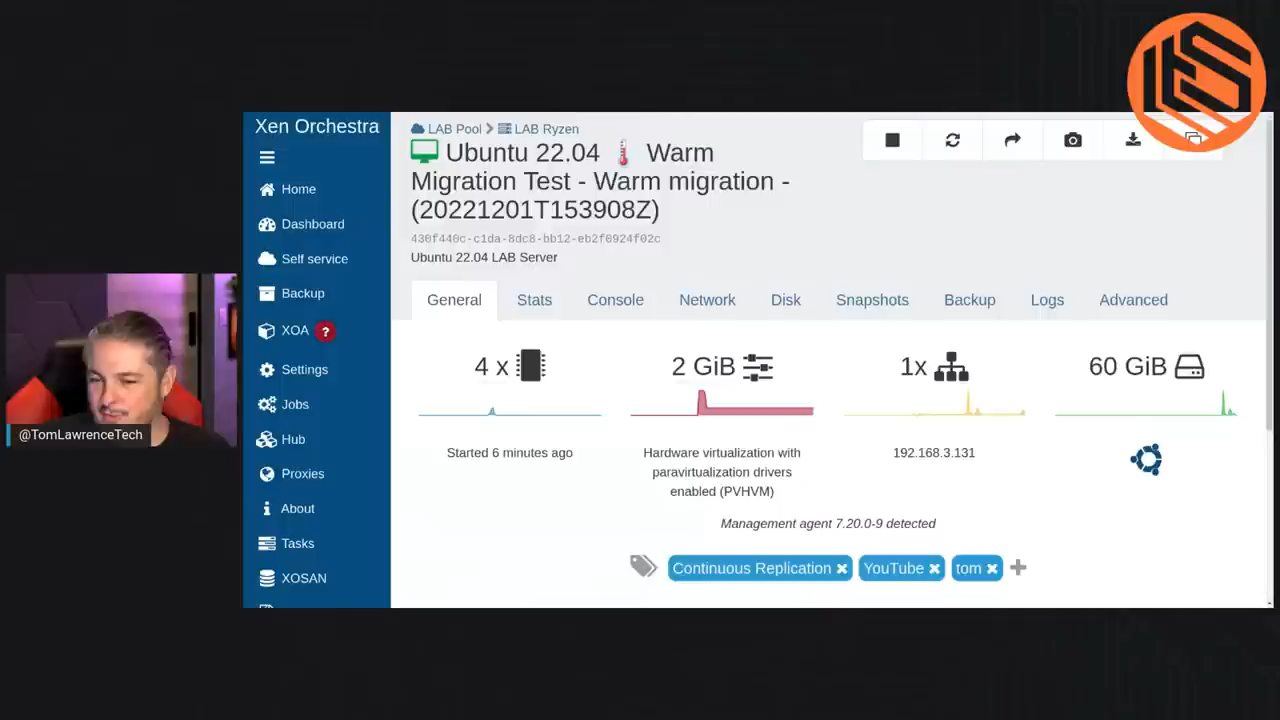 Xen Orchestra
Home
Dashboard
Self service
Backup
XOA ?
Settings
Jobs
Hub
Proxies
About
Tasks
XOSAN
LAB Pool LAB Ryzen
Ubuntu 22.04 🌡️ Warm
Migration Test - Warm migration -
(20221201T153908Z)
430f440c-c1da-8dc8-bb12-eb2f0924f02c
Ubuntu 22.04 LAB Server
General Stats Console Network Disk Snapshots Backup Logs Advanced
4 x 2 GiB 1x 60 GiB
Started 6 minutes ago
Hardware virtualization with
paravirtualization drivers
enabled (PVHVM)
192.168.3.131
Management agent 7.20.0-9 detected
Continuous Replication ✖ YouTube ✖ tom ✖
@TomLawrenceTech